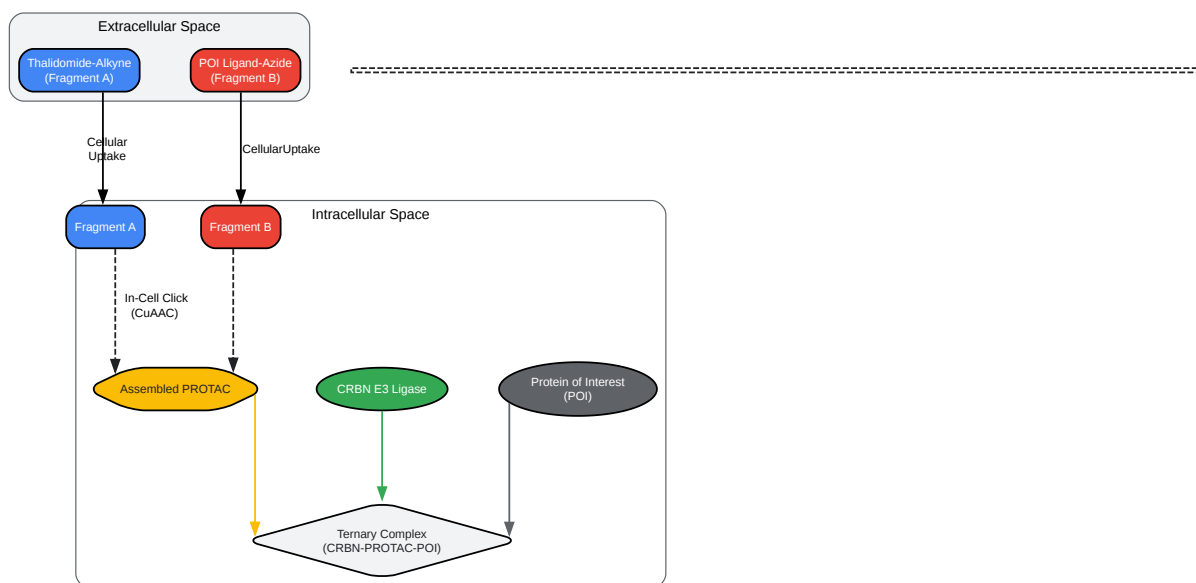 Extracellular Space
Thalidomide-Alkyne
(Fragment A)
POI Ligand-Azide
(Fragment B)
Cellular
Uptake
CellularUptake
Intracellular Space
Fragment A
Fragment B
In-Cell Click
(CuAAC)
Assembled PROTAC
CRBN E3 Ligase
Protein of Interest
(POI)
Ternary Complex
(CRBN-PROTAC-POI)